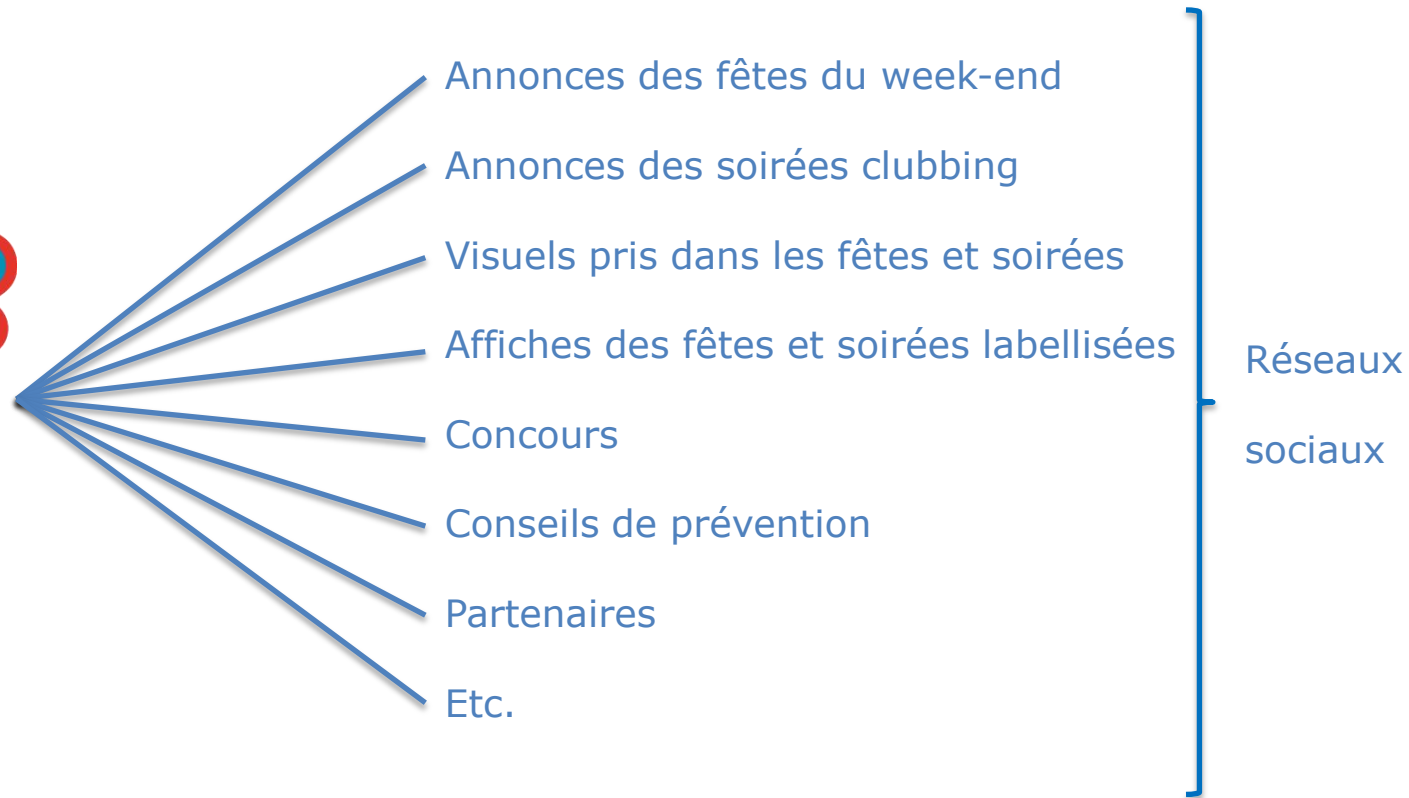 Annonces des fêtes du week-end
Annonces des soirées clubbing
Visuels pris dans les fêtes et soirées
Affiches des fêtes et soirées labellisées
Concours
Conseils de prévention
Partenaires
Etc.
Réseaux
sociaux